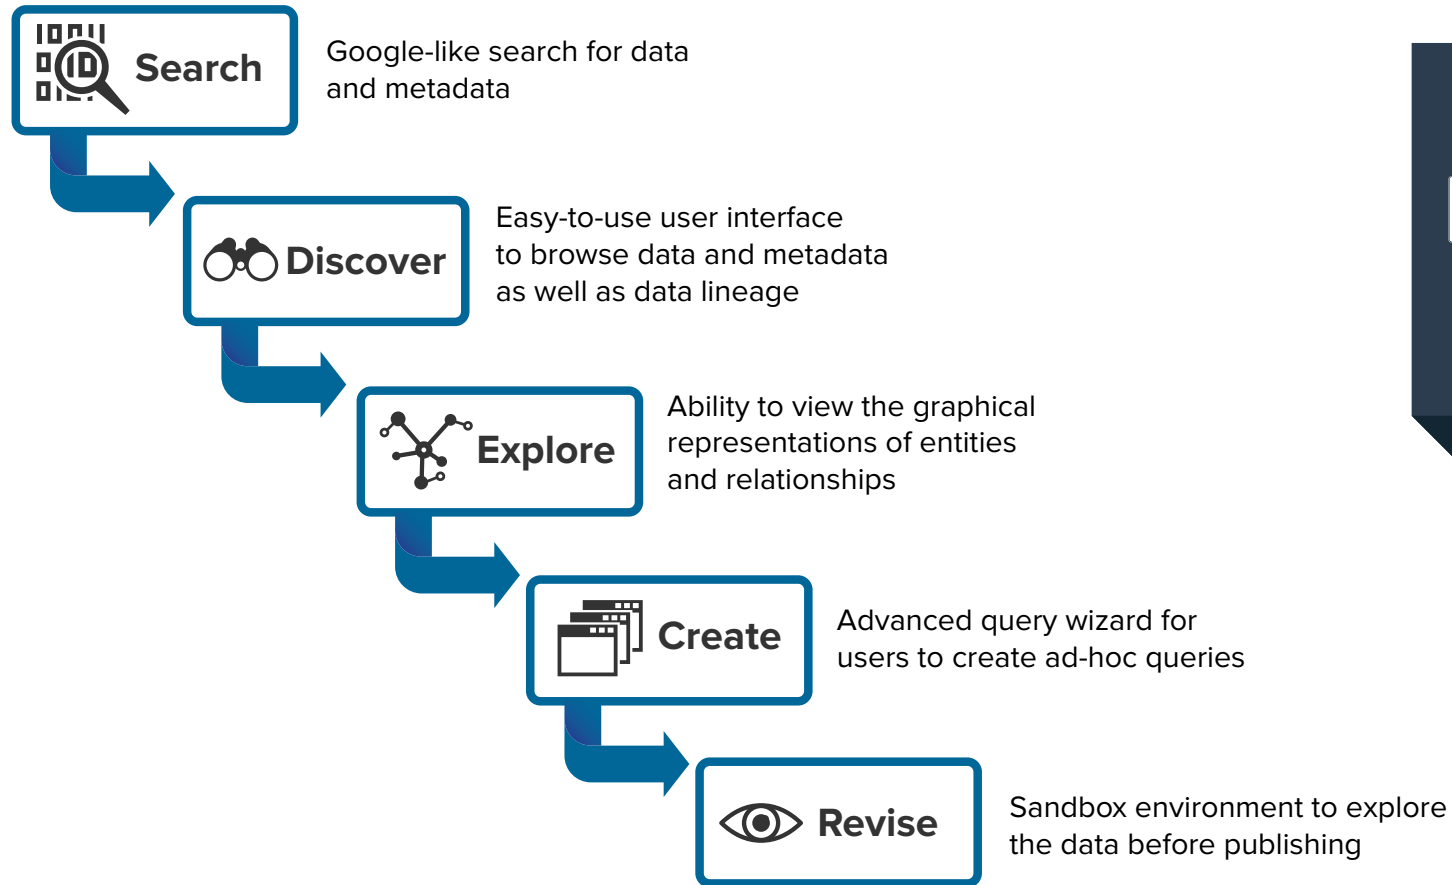 Search
Google-like search for data
and metadata
Discover
Easy-to-use user interface
to browse data and metadata
as well as data lineage
Explore
Ability to view the graphical
representations of entities
and relationships
Create
Advanced query wizard for
users to create ad-hoc queries
Revise
Sandbox environment to explore
the data before publishing